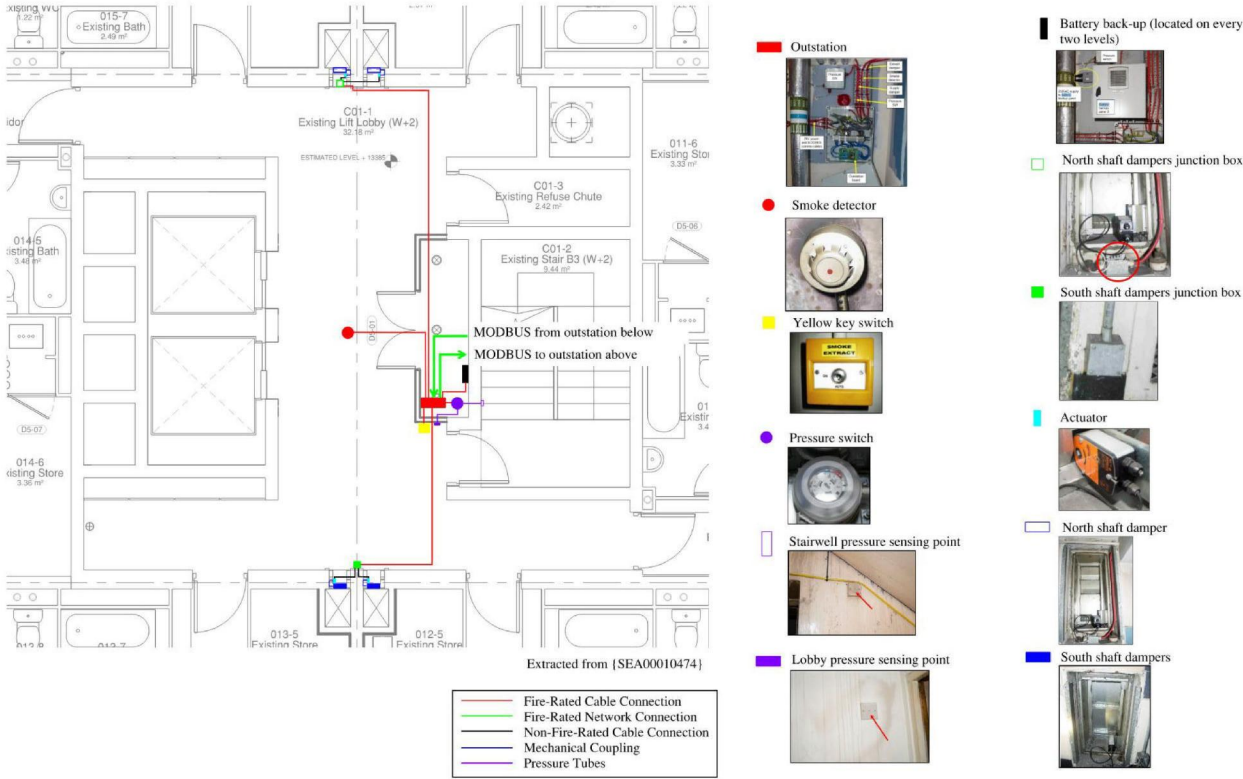 015-7
Existing Bath
2.49 m²
1.22 m²
C01-1
Existing Lift Lobby (W+2)
32.18 m²
ESTIMATED LEVEL + 13385
011-6
Existing Stor
3.33 m²
C01-3
Existing Refuse Chute
2.42 m²
D5-06
C01-2
Existing Stair B3 (W+2)
9.44 m²
014-5
xisting Bath
3.48 m²
D5-01
MODBUS from outstation below
MODBUS to outstation above
D5-07
014-6
xisting Store
3.36 m²
013-5
Existing Store
012-5
Existing Store
Extracted from {SEA00010474}
Fire-Rated Cable Connection
Fire-Rated Network Connection
Non-Fire-Rated Cable Connection
Mechanical Coupling
Pressure Tubes
Outstation
Smoke detector
Yellow key switch
SMOKE
EXTRACT
Pressure switch
Stairwell pressure sensing point
Lobby pressure sensing point
Battery back-up (located on every
two levels)
North shaft dampers junction box
South shaft dampers junction box
Actuator
North shaft damper
South shaft dampers